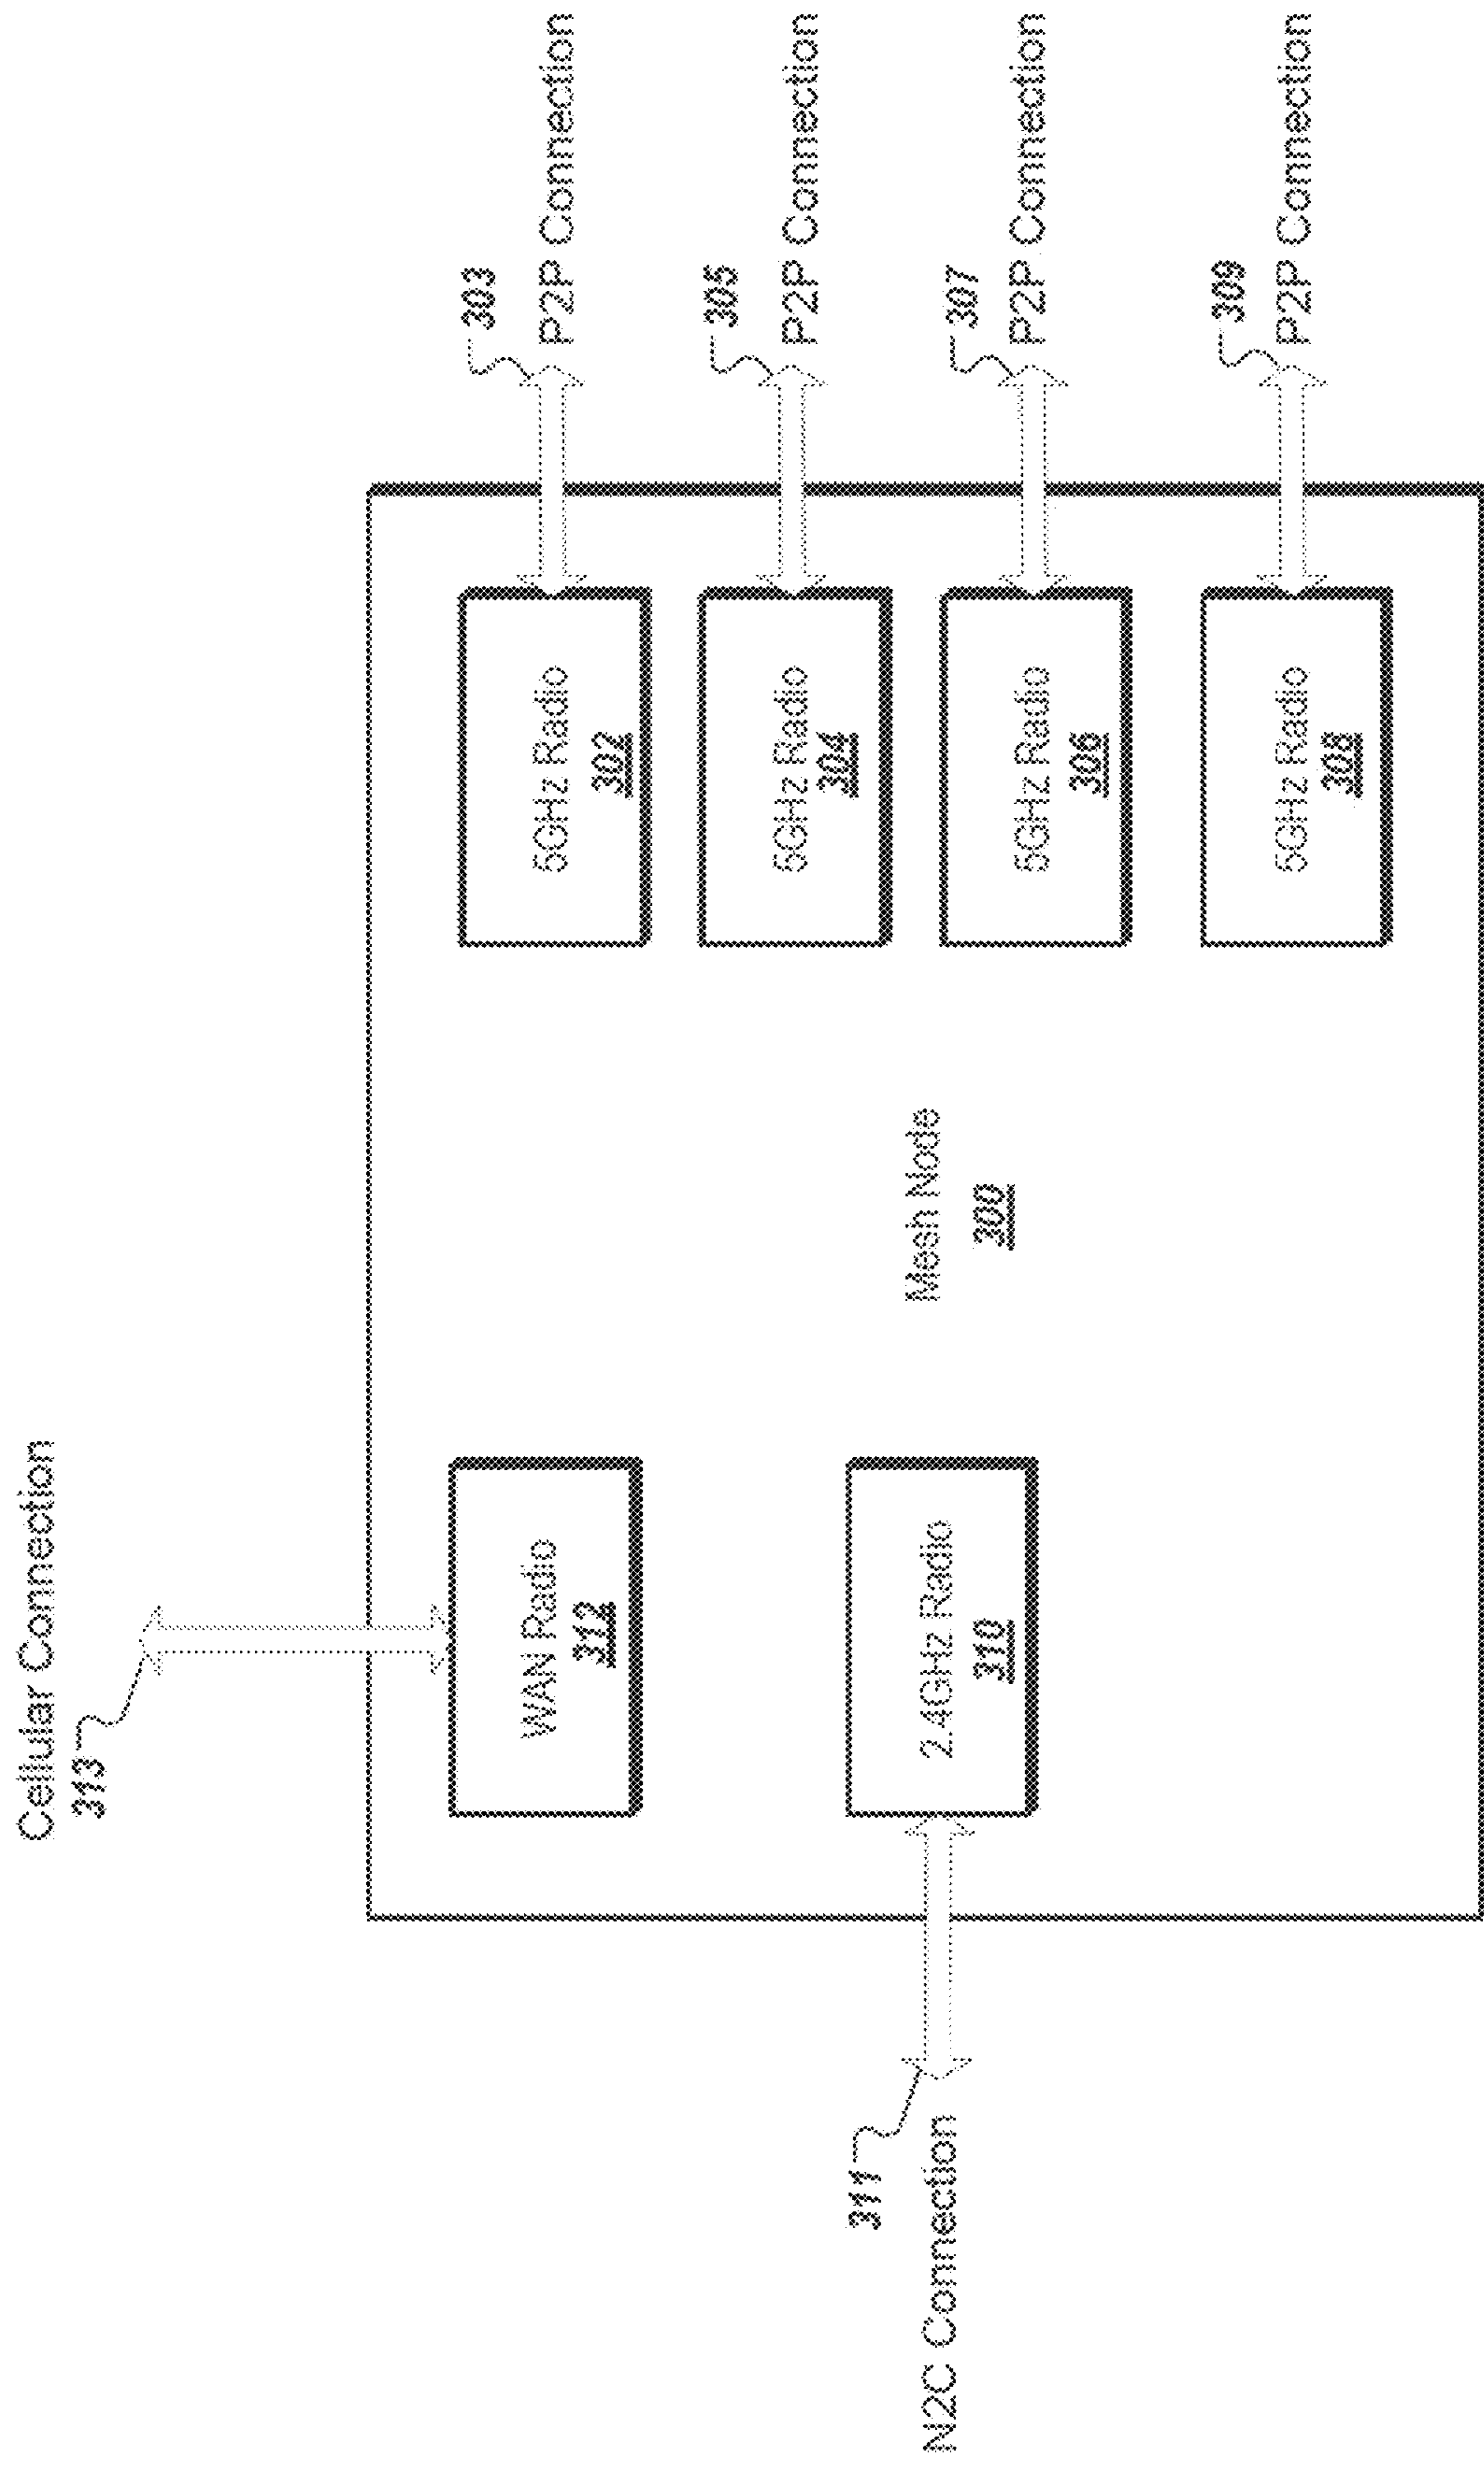 Cellular Connection
313
WAN Radio
312
5GHz Radio
302
303
P2P Connection
5GHz Radio
304
305
P2P Connection
Mesh Node
300
311
N2C Connection
2.4GHz Radio
310
5GHz Radio
306
307
P2P Connection
5GHz Radio
308
309
P2P Connection